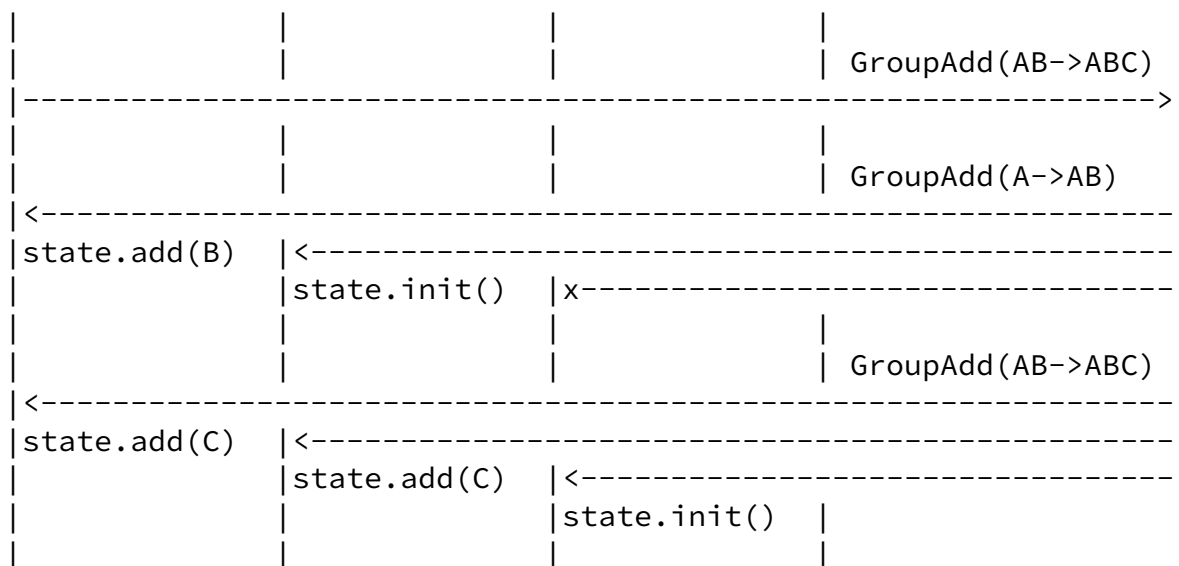 |              |              |              |
|              |              |              | GroupAdd(AB->ABC)
|--------------------------------------------------------------->
|              |              |              |
|              |              |              | GroupAdd(A->AB)
|<---------------------------------------------------------------
|state.add(B)  |<------------------------------------------------
|              |state.init()  |x---------------------------------
|              |              |              |
|              |              |              | GroupAdd(AB->ABC)
|<---------------------------------------------------------------
|state.add(C)  |<------------------------------------------------
|              |state.add(C)  |<---------------------------------
|              |              |state.init()  |
|              |              |              |